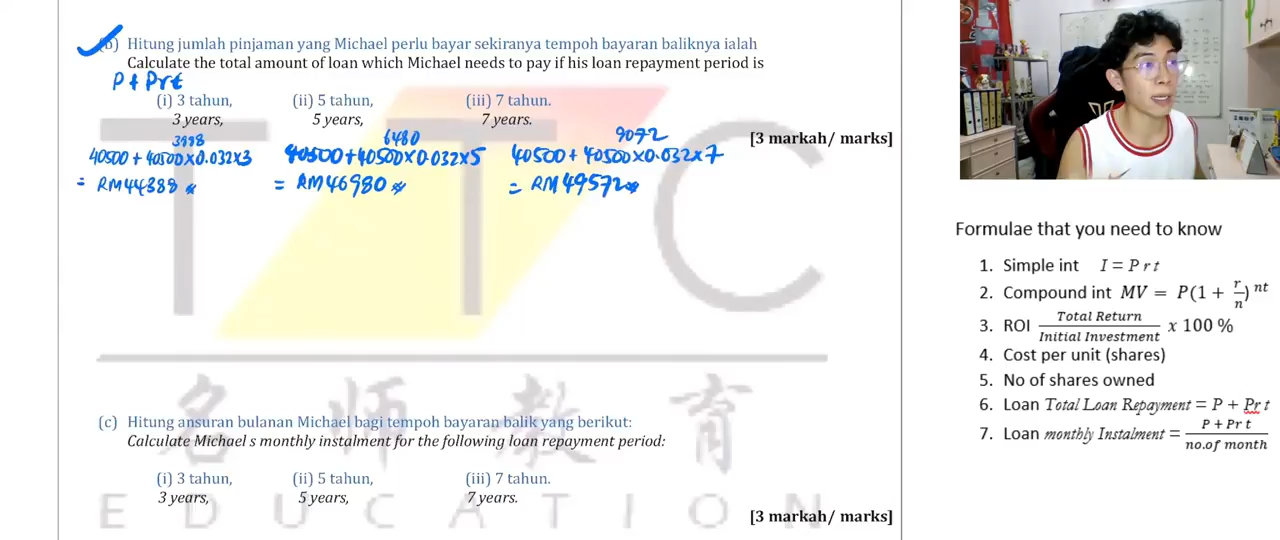 (b) Hitung jumlah pinjaman yang Michael perlu bayar sekiranya tempoh bayaran baliknya ialah
Calculate the total amount of loan which Michael needs to pay if his loan repayment period is
P + Prt
(i) 3 tahun, (ii) 5 tahun, (iii) 7 tahun.
3 years, 5 years, 7 years.
[3 markah/ marks]
3888 6480 9072
40500 + 40500 x 0.032 x 3 40500 + 40500 x 0.032 x 5 40500 + 40500 x 0.032 x 7
= RM44388 = RM46980 = RM49572
TTC
名师教育
EDUCATION
(c) Hitung ansuran bulanan Michael bagi tempoh bayaran balik yang berikut:
Calculate Michael s monthly instalment for the following loan repayment period:
(i) 3 tahun, (ii) 5 tahun, (iii) 7 tahun.
3 years, 5 years, 7 years.
[3 markah/ marks]
Formulae that you need to know
1. Simple int I = P r t
2. Compound int MV = P(1 + r/n)^nt
3. ROI Total Return / Initial Investment x 100 %
4. Cost per unit (shares)
5. No of shares owned
6. Loan Total Loan Repayment = P + Pr t
7. Loan monthly Instalment = P + Pr t / no.of month